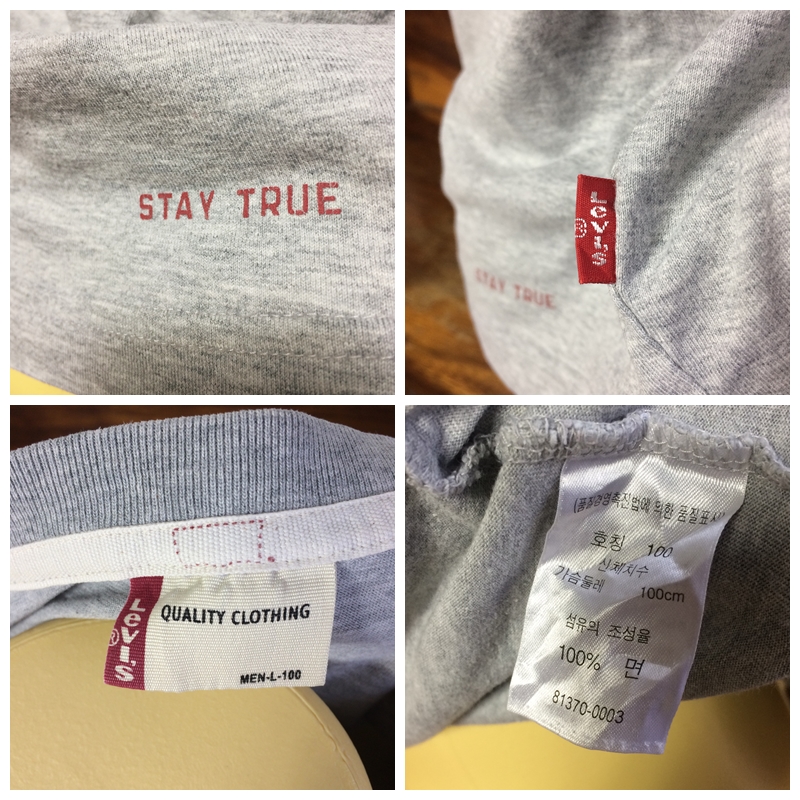 STAY TRUE
LEVI'S
®
STAY TRUE
LEVI'S
®
QUALITY CLOTHING
MEN-L-100
(품질경영촉진법에 의한 품질표시
호칭 100
신체치수
가슴둘레 100cm
섬유의 조성율
100% 면
81370-0003